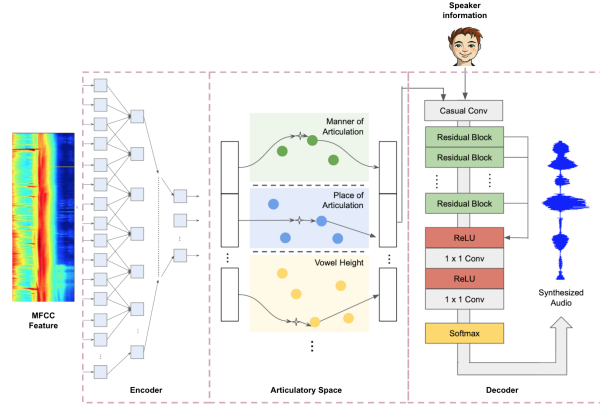 Speaker
information
Manner of
Articulation
Casual Conv
Residual Block
Residual Block
Place of
Articulation
Residual Block
ReLU
1 x 1 Conv
Vowel Height
ReLU
1 x 1 Conv
Synthesized
Audio
MFCC
Feature
Softmax
Encoder
Articulatory Space
Decoder